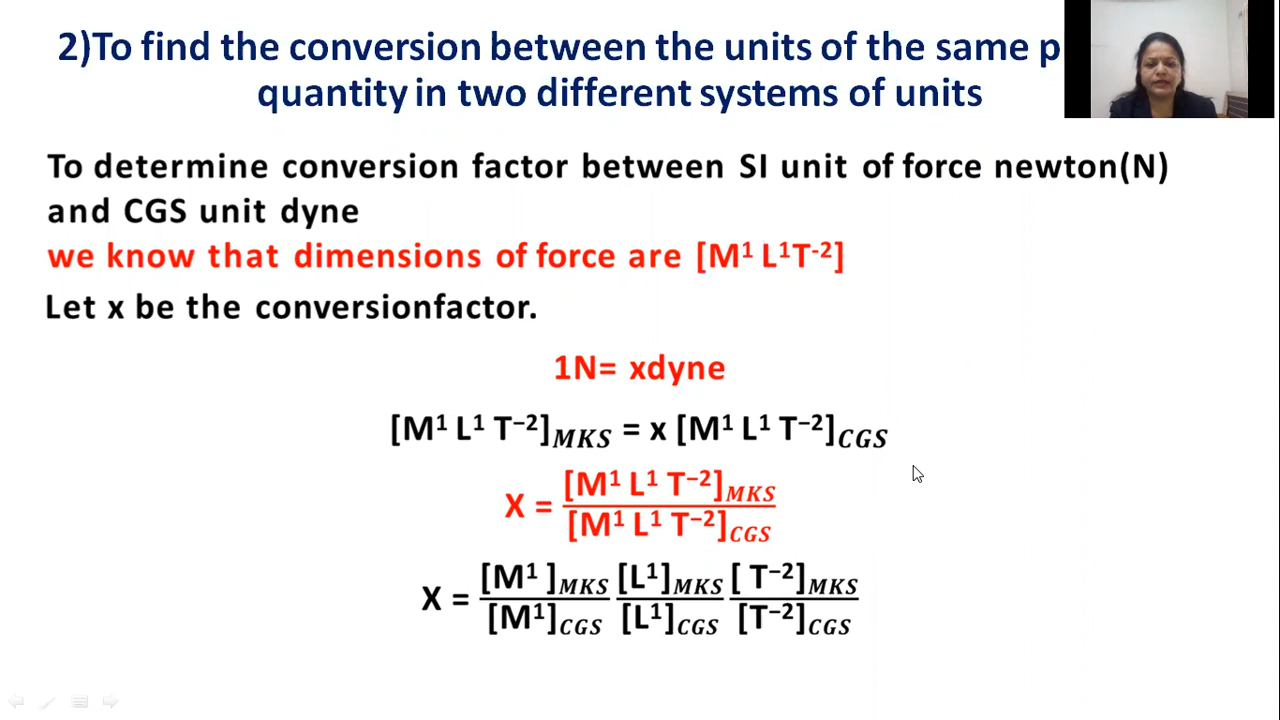 2)To find the conversion between the units of the same p
quantity in two different systems of units
To determine conversion factor between SI unit of force newton(N)
and CGS unit dyne
we know that dimensions of force are [M¹ L¹T⁻²]
Let x be the conversionfactor.
1N= xdyne
[M¹ L¹ T⁻²]MKS = x [M¹ L¹ T⁻²]CGS
X = [M¹ L¹ T⁻²]MKS / [M¹ L¹ T⁻²]CGS
X = [M¹ ]MKS / [M¹]CGS [L¹]MKS / [L¹]CGS [ T⁻²]MKS / [T⁻²]CGS